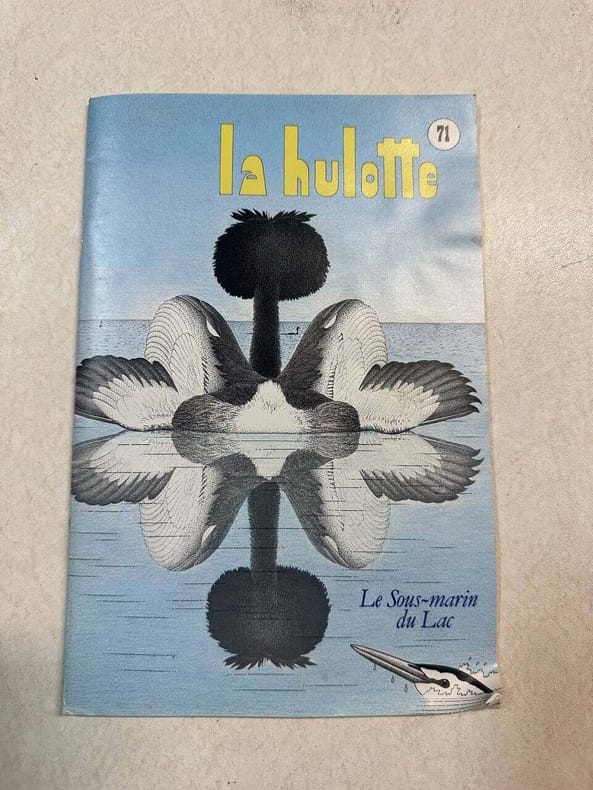 la hulotte
71
Le Sous-marin
du Lac